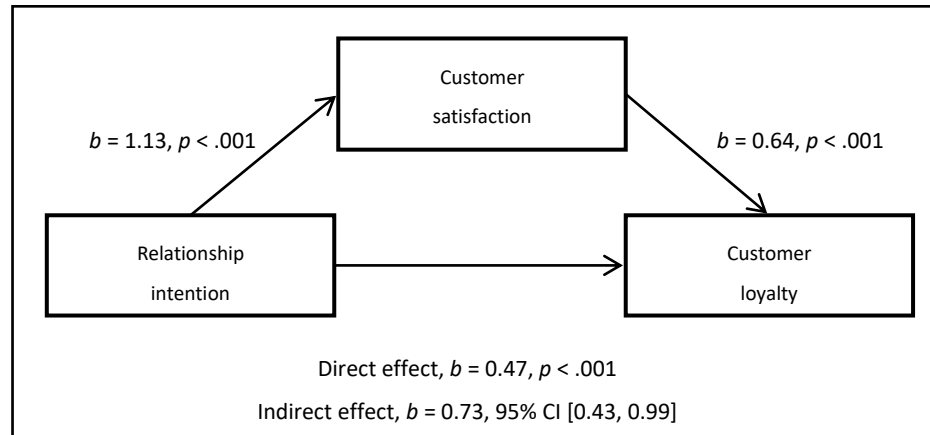 Customer
satisfaction
b = 1.13, p < .001
b = 0.64, p < .001
Relationship
intention
Customer
loyalty
Direct effect, b = 0.47, p < .001
Indirect effect, b = 0.73, 95% CI [0.43, 0.99]